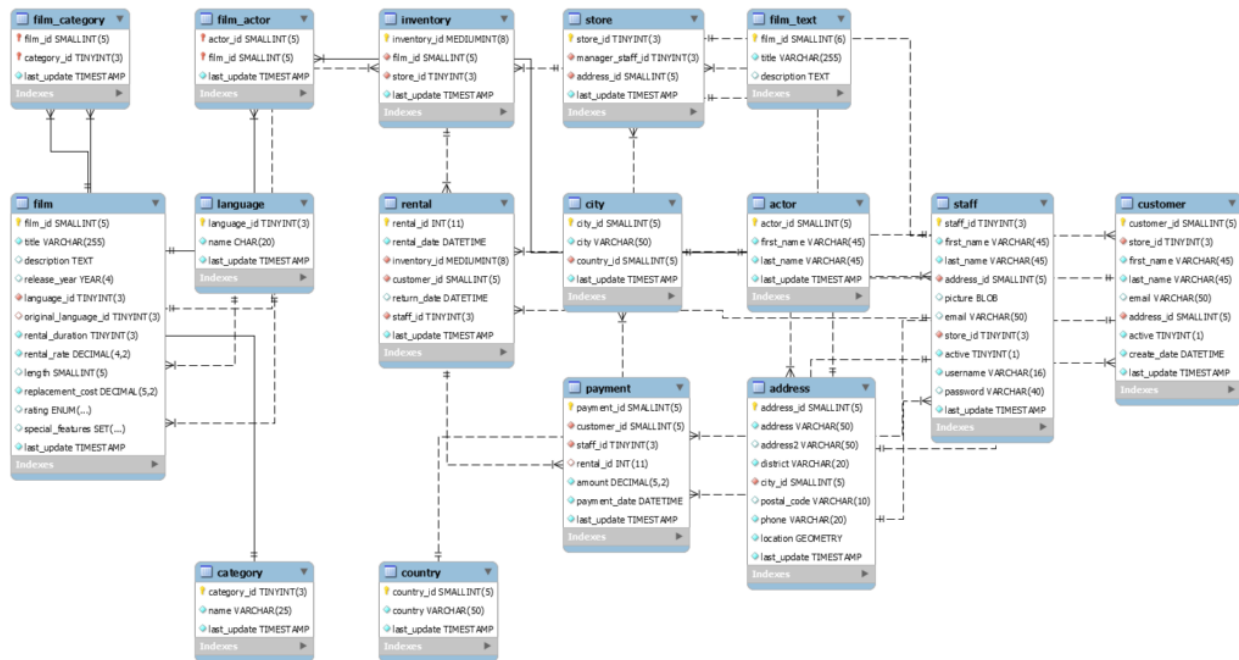 film_category
film_id SMALLINT(5)
category_id TINYINT(3)
last_update TIMESTAMP
Indexes
film_actor
actor_id SMALLINT(5)
film_id SMALLINT(5)
last_update TIMESTAMP
Indexes
inventory
inventory_id MEDIUMINT(8)
film_id SMALLINT(5)
store_id TINYINT(3)
last_update TIMESTAMP
Indexes
store
store_id TINYINT(3)
manager_staff_id TINYINT(3)
address_id SMALLINT(5)
last_update TIMESTAMP
Indexes
film_text
film_id SMALLINT(6)
title VARCHAR(255)
description TEXT
Indexes
film
film_id SMALLINT(5)
title VARCHAR(255)
description TEXT
release_year YEAR(4)
language_id TINYINT(3)
original_language_id TINYINT(3)
rental_duration TINYINT(3)
rental_rate DECIMAL(4,2)
length SMALLINT(5)
replacement_cost DECIMAL(5,2)
rating ENUM(...)
special_features SET(...)
last_update TIMESTAMP
Indexes
language
language_id TINYINT(3)
name CHAR(20)
last_update TIMESTAMP
Indexes
rental
rental_id INT(11)
rental_date DATETIME
inventory_id MEDIUMINT(8)
customer_id SMALLINT(5)
return_date DATETIME
staff_id TINYINT(3)
last_update TIMESTAMP
Indexes
city
city_id SMALLINT(5)
city VARCHAR(50)
country_id SMALLINT(5)
last_update TIMESTAMP
Indexes
actor
actor_id SMALLINT(5)
first_name VARCHAR(45)
last_name VARCHAR(45)
last_update TIMESTAMP
Indexes
staff
staff_id TINYINT(3)
first_name VARCHAR(45)
last_name VARCHAR(45)
address_id SMALLINT(5)
picture BLOB
email VARCHAR(50)
store_id TINYINT(3)
active TINYINT(1)
username VARCHAR(16)
password VARCHAR(40)
last_update TIMESTAMP
Indexes
customer
customer_id SMALLINT(5)
store_id TINYINT(3)
first_name VARCHAR(45)
last_name VARCHAR(45)
email VARCHAR(50)
address_id SMALLINT(5)
active TINYINT(1)
create_date DATETIME
last_update TIMESTAMP
Indexes
payment
payment_id SMALLINT(5)
customer_id SMALLINT(5)
staff_id TINYINT(3)
rental_id INT(11)
amount DECIMAL(5,2)
payment_date DATETIME
last_update TIMESTAMP
Indexes
address
address_id SMALLINT(5)
address VARCHAR(50)
address2 VARCHAR(50)
district VARCHAR(20)
city_id SMALLINT(5)
postal_code VARCHAR(10)
phone VARCHAR(20)
location GEOMETRY
last_update TIMESTAMP
Indexes
category
category_id TINYINT(3)
name VARCHAR(25)
last_update TIMESTAMP
Indexes
country
country_id SMALLINT(5)
country VARCHAR(50)
last_update TIMESTAMP
Indexes